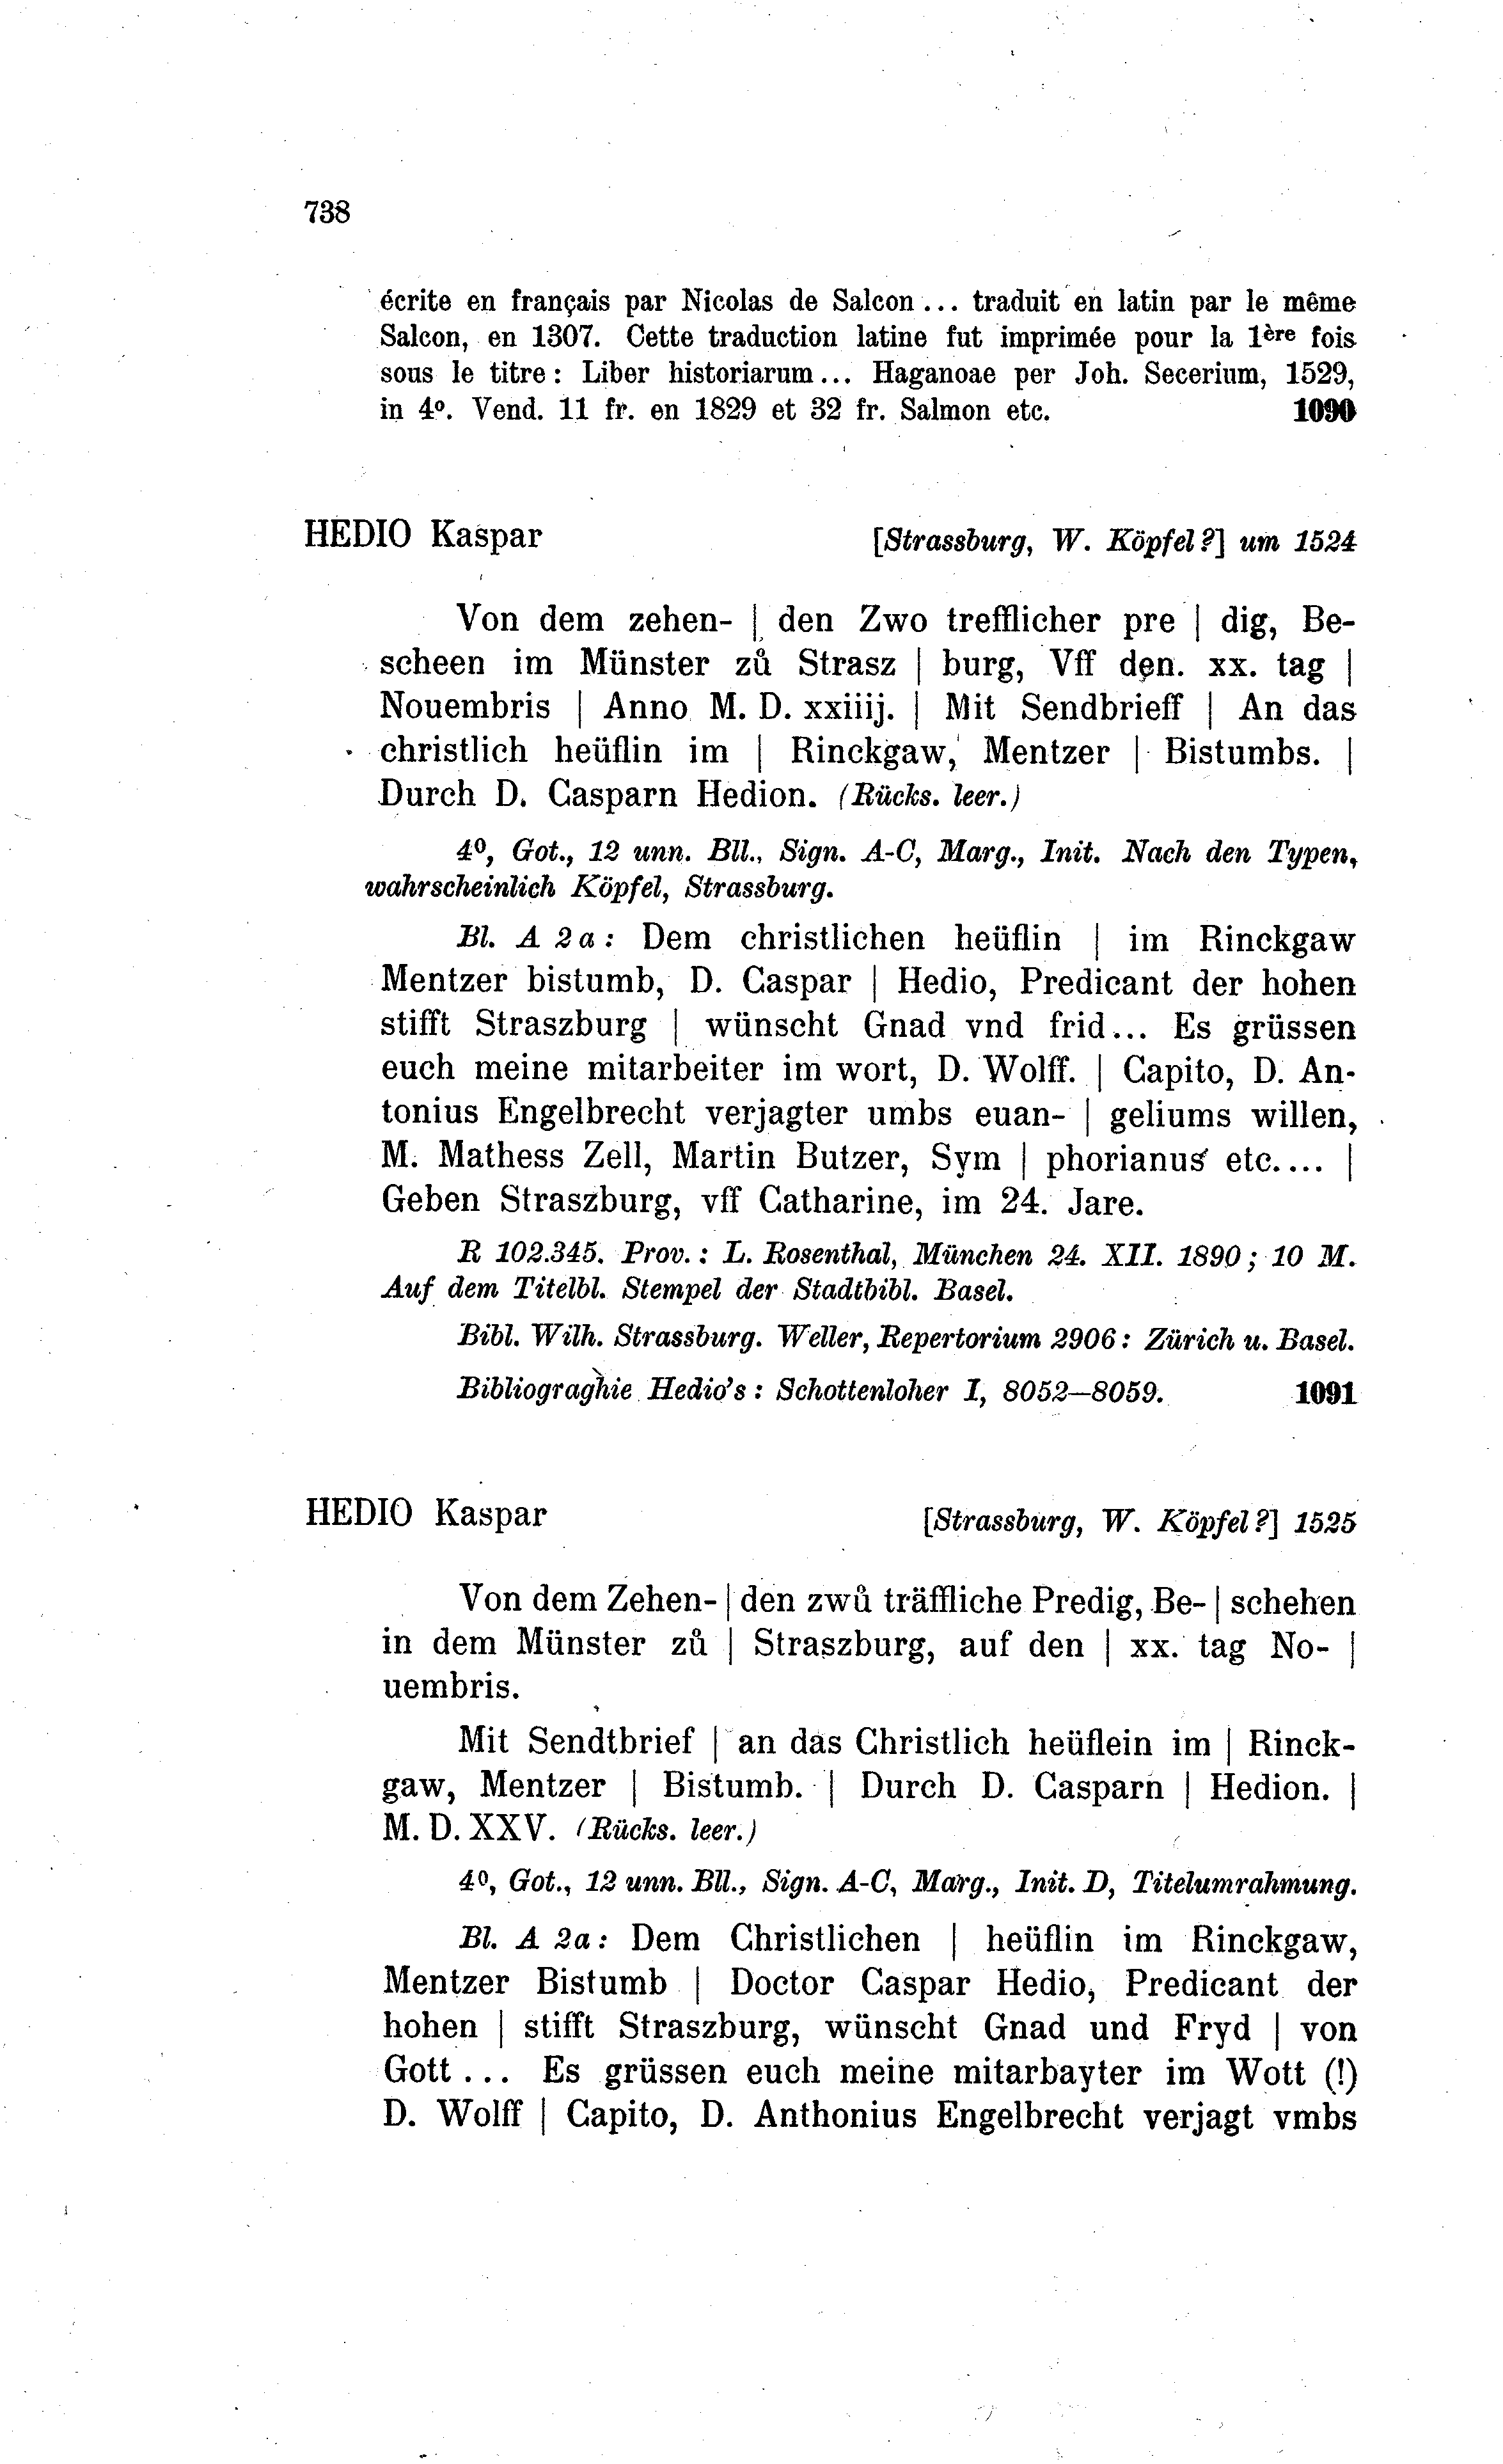 738
écrite en français par Nicolas de Salcon... traduit en latin par le même
Salcon, en 1307. Cette traduction latine fut imprimée pour la 1ère fois
sous le titre: Liber historiarum... Haganoae per Joh. Secerium, 1529,
in 4º. Vend. 11 fr. en 1829 et 32 fr. Salmon etc. 1090
HEDIO Kaspar [Strassburg, W. Köpfel?] um 1524
Von dem zehen- | den Zwo trefflicher pre | dig, Be-
scheen im Münster zů Strasz | burg, Vff den. xx. tag |
Nouembris | Anno M. D. xxiiij. | Mit Sendbrieff | An das
christlich heüflin im | Rinckgaw, Mentzer | Bistumbs. |
Durch D. Casparn Hedion. (Rücks. leer.)
4º, Got., 12 unn. Bll., Sign. A-C, Marg., Init. Nach den Typen,
wahrscheinlich Köpfel, Strassburg.
Bl. A 2a: Dem christlichen heüflin | im Rinckgaw
Mentzer bistumb, D. Caspar | Hedio, Predicant der hohen
stifft Straszburg | wünscht Gnad vnd frid... Es grüssen
euch meine mitarbeiter im wort, D. Wolff. | Capito, D. An-
tonius Engelbrecht verjagter umbs euan- | geliums willen,
M. Mathess Zell, Martin Butzer, Sym | phorianus etc.... |
Geben Straszburg, vff Catharine, im 24. Jare.
R 102.345. Prov.: L. Rosenthal, München 24. XII. 1890; 10 M.
Auf dem Titelbl. Stempel der Stadtbibl. Basel.
Bibl. Wilh. Strassburg. Weller, Repertorium 2906: Zürich u. Basel.
Bibliograghie Hedio's: Schottenloher I, 8052—8059. 1091
HEDIO Kaspar [Strassburg, W. Köpfel?] 1525
Von dem Zehen- | den zwů träffliche Predig, Be- | schehen
in dem Münster zů | Straszburg, auf den | xx. tag No- |
uembris.
Mit Sendtbrief | an das Christlich heüflein im | Rinck-
gaw, Mentzer | Bistumb. | Durch D. Casparn | Hedion. |
M. D. XXV. (Rücks. leer.)
4º, Got., 12 unn. Bll., Sign. A-C, Marg., Init. D, Titelumrahmung.
Bl. A 2a: Dem Christlichen | heüflin im Rinckgaw,
Mentzer Bistumb | Doctor Caspar Hedio, Predicant der
hohen | stifft Straszburg, wünscht Gnad und Fryd | von
Gott... Es grüssen euch meine mitarbayter im Wott (!)
D. Wolff | Capito, D. Anthonius Engelbrecht verjagt vmbs